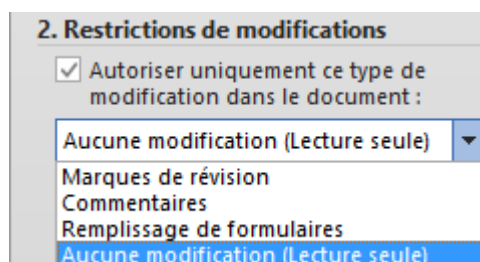 2. Restrictions de modifications
Autoriser uniquement ce type de
modification dans le document :
Aucune modification (Lecture seule)
Marques de révision
Commentaires
Remplissage de formulaires
Aucune modification (Lecture seule)